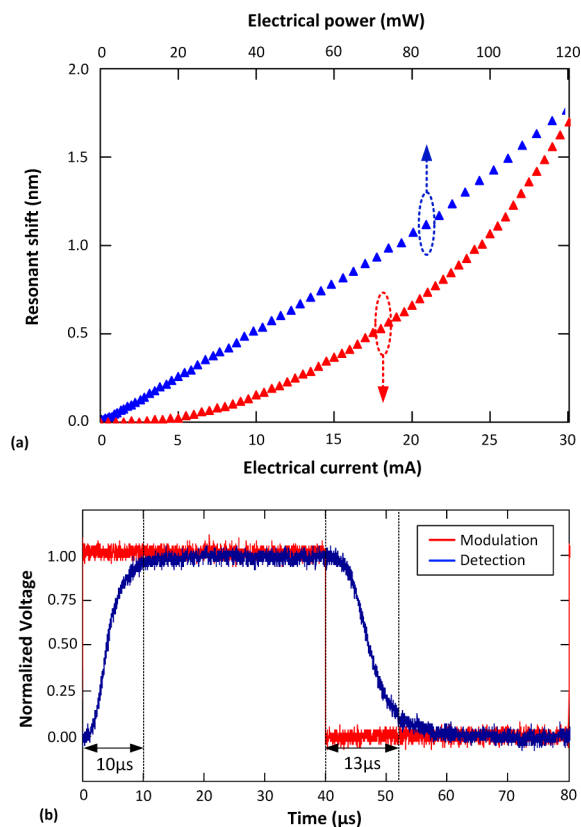 Electrical power (mW)
0 20 40 60 80 100 120
2.0
1.5
1.0
0.5
0.0
Resonant shift (nm)
0 5 10 15 20 25 30
(a)
Electrical current (mA)
Modulation
Detection
1.00
0.75
0.50
0.25
0.00
Normalized Voltage
10µs
13µs
0 10 20 30 40 50 60 70 80
(b)
Time (µs)